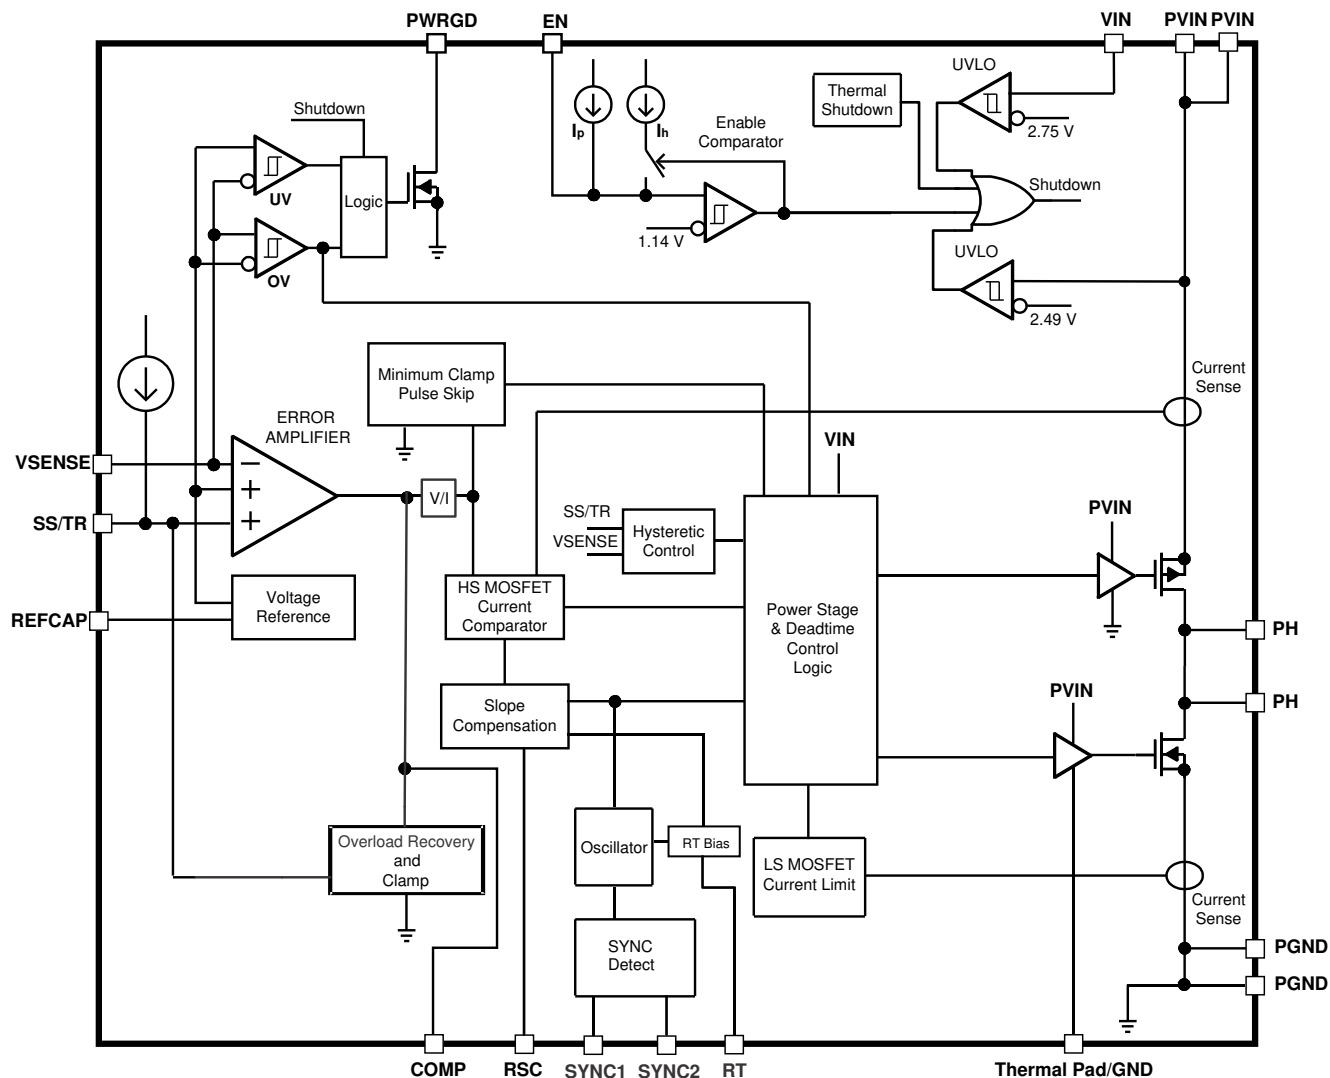 PWRGD
EN
VIN
PVIN
PVIN
UVLO
Thermal
Shutdown
Shutdown
Ip
Ih
Enable
Comparator
2.75 V
UV
Logic
Shutdown
1.14 V
OV
UVLO
2.49 V
Minimum Clamp
Pulse Skip
Current
Sense
ERROR
AMPLIFIER
VIN
VSENSE
−
+
V/I
SS/TR
+
SS/TR
VSENSE
Hysteretic
Control
PVIN
Voltage
Reference
HS MOSFET
Current
Comparator
Power Stage
& Deadtime
Control
Logic
REFCAP
PH
PVIN
PH
Slope
Compensation
Overload Recovery
and
Clamp
Oscillator
RT Bias
LS MOSFET
Current Limit
Current
Sense
SYNC
Detect
PGND
PGND
COMP
RSC
SYNC1
SYNC2
RT
Thermal Pad/GND